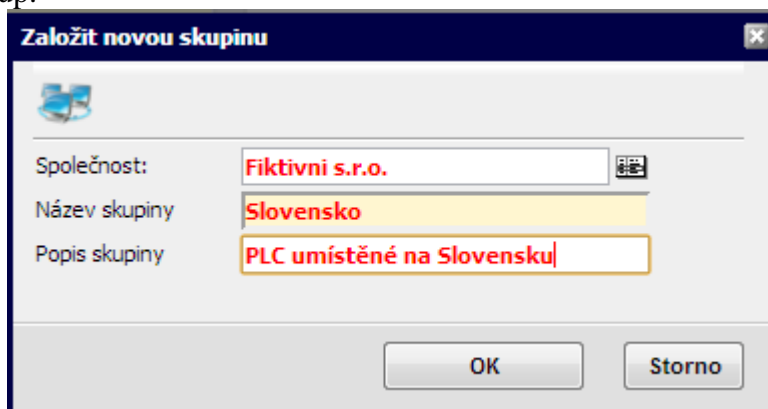 Založit novou skupinu
Společnost: Fiktivni s.r.o.
Název skupiny Slovensko
Popis skupiny PLC umístěné na Slovensku
OK Storno